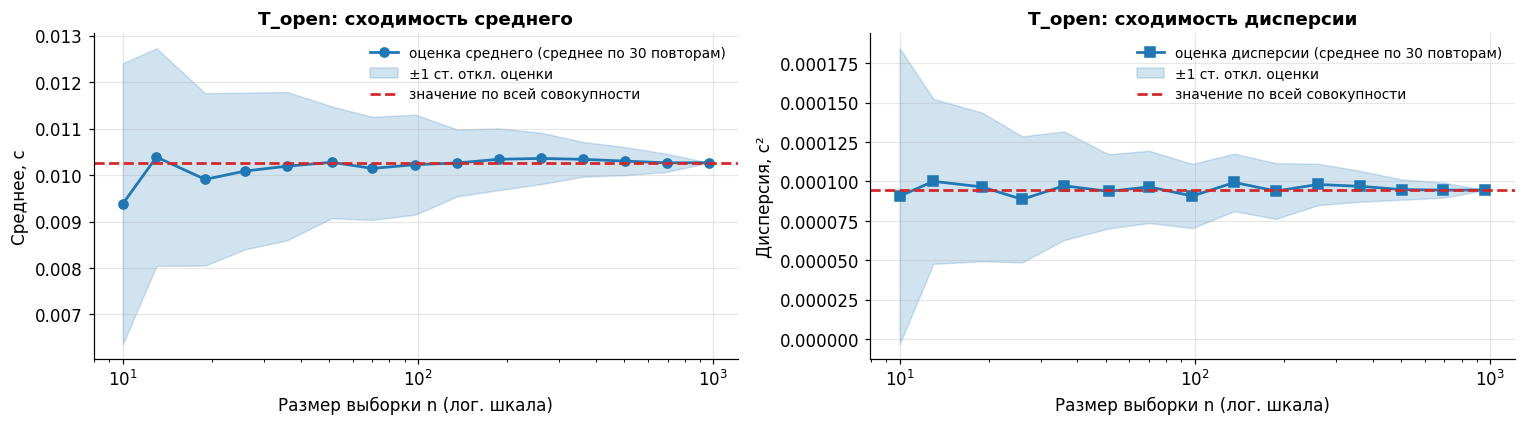 T_open: сходимость среднего
Среднее, с
0.013
0.012
0.011
0.010
0.009
0.008
0.007
оценка среднего (среднее по 30 повторам)
±1 ст. откл. оценки
значение по всей совокупности
10¹
10²
10³
Размер выборки n (лог. шкала)
T_open: сходимость дисперсии
Дисперсия, с²
0.000175
0.000150
0.000125
0.000100
0.000075
0.000050
0.000025
0.000000
оценка дисперсии (среднее по 30 повторам)
±1 ст. откл. оценки
значение по всей совокупности
10¹
10²
10³
Размер выборки n (лог. шкала)